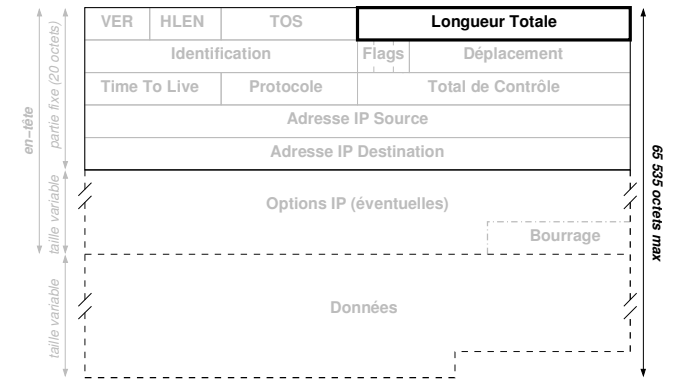 VER HLEN TOS Longueur Totale
Identification Flags Déplacement
Time To Live Protocole Total de Contrôle
Adresse IP Source
Adresse IP Destination
Options IP (éventuelles)
Bourrage
Données
en-tête
partie fixe (20 octets)
taille variable
taille variable
65 535 octets max